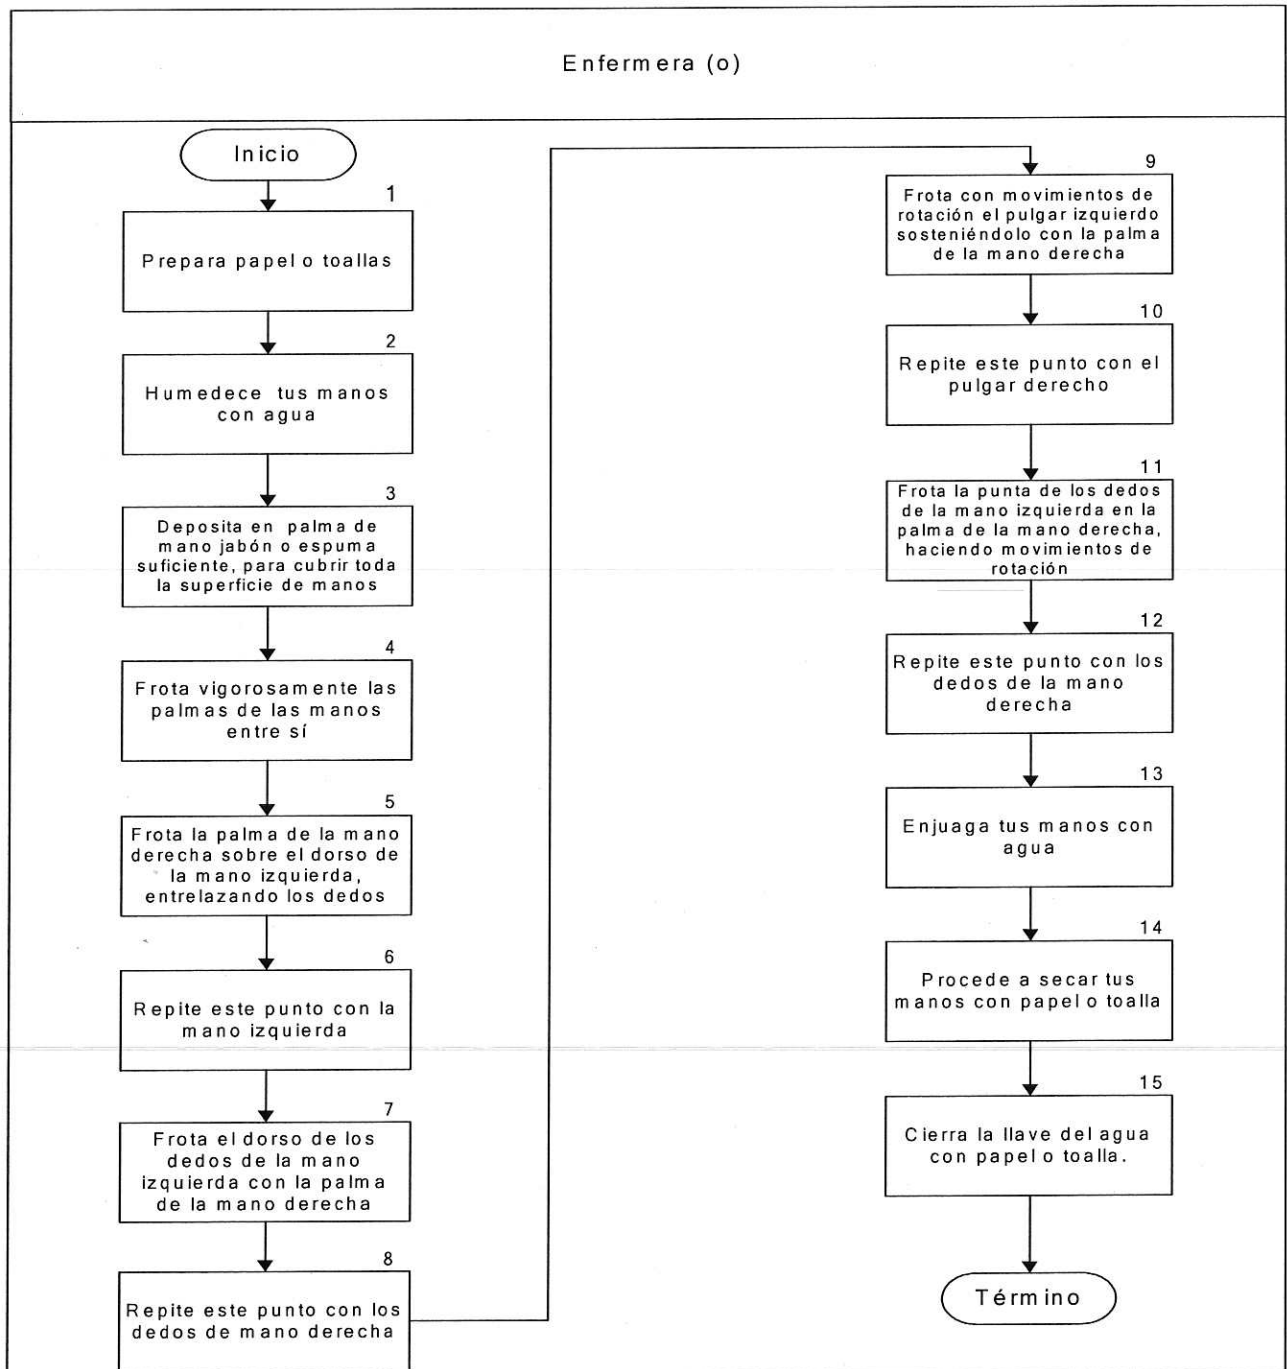 Enfermera (o)
Inicio
1
Prepara papel o toallas
2
Humedece tus manos
con agua
3
Deposita en palma de
mano jabón o espuma
suficiente, para cubrir toda
la superficie de manos
4
Frota vigorosamente las
palmas de las manos
entre sí
5
Frota la palma de la mano
derecha sobre el dorso de
la mano izquierda,
entrelazando los dedos
6
Repite este punto con la
mano izquierda
7
Frota el dorso de los
dedos de la mano
izquierda con la palma
de la mano derecha
8
Repite este punto con los
dedos de mano derecha
9
Frota con movimientos de
rotación el pulgar izquierdo
sosteniéndolo con la palma
de la mano derecha
10
Repite este punto con el
pulgar derecho
11
Frota la punta de los dedos
de la mano izquierda en la
palma de la mano derecha,
haciendo movimientos de
rotación
12
Repite este punto con los
dedos de la mano
derecha
13
Enjuaga tus manos con
agua
14
Procede a secar tus
manos con papel o toalla
15
Cierra la llave del agua
con papel o toalla.
Término